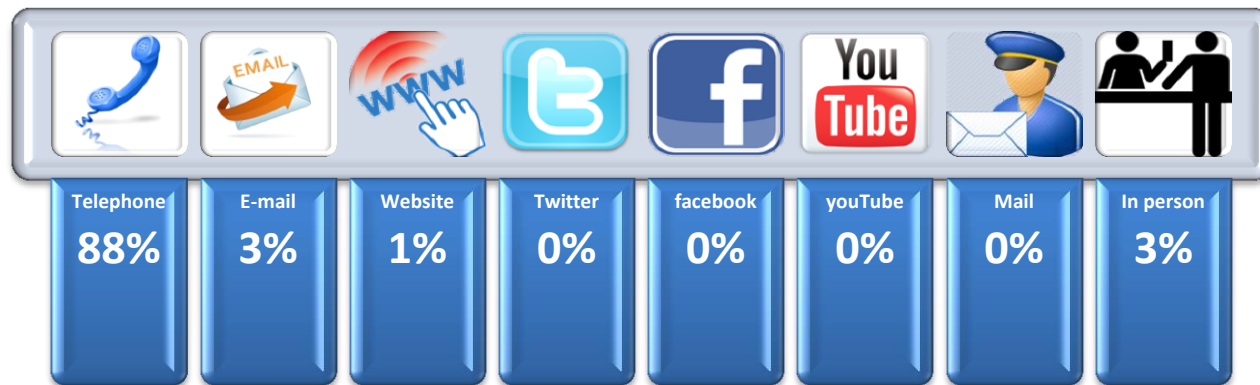 EMAIL
WWW
You
Tube
Telephone
88%
E-mail
3%
Website
1%
Twitter
0%
facebook
0%
youTube
0%
Mail
0%
In person
3%